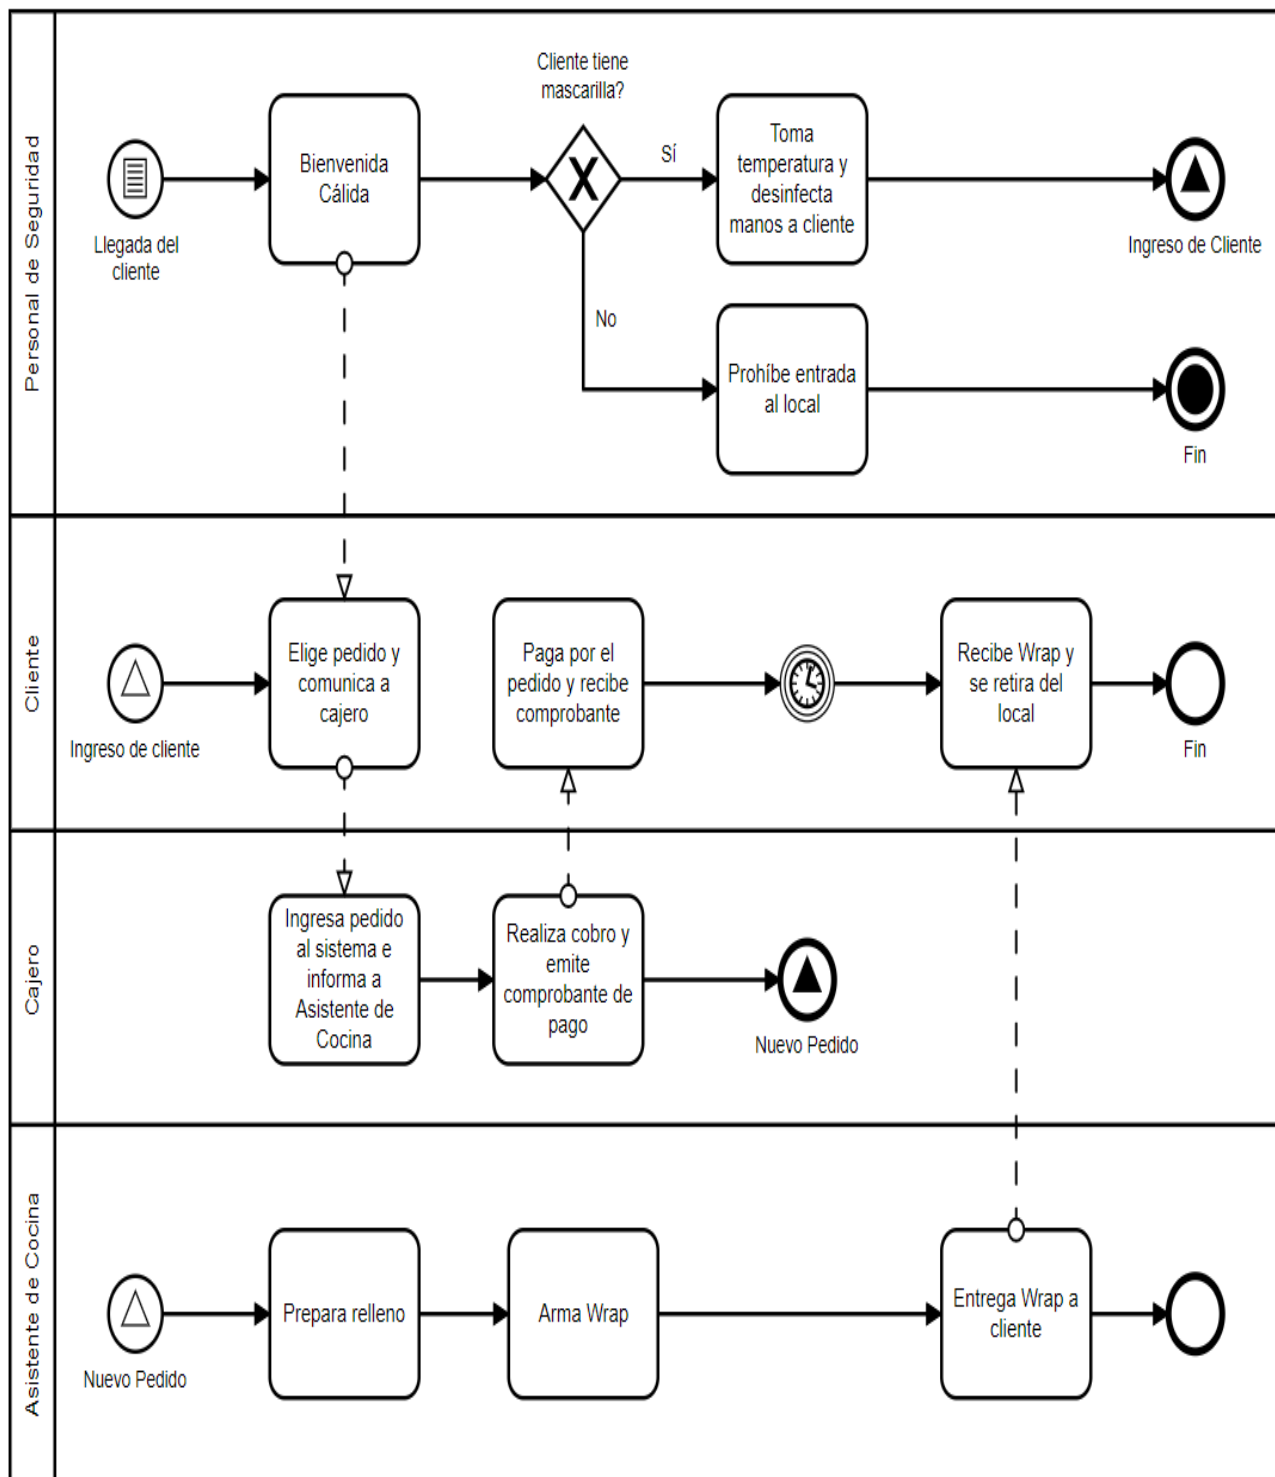 Personal de Seguridad
Cliente tiene
mascarilla?
Bienvenida
Cálida
Sí
Toma
temperatura y
desinfecta
manos a cliente
Llegada del
cliente
Ingreso de Cliente
No
Prohíbe entrada
al local
Fin
Cliente
Ingreso de cliente
Elige pedido y
comunica a
cajero
Paga por el
pedido y recibe
comprobante
Recibe Wrap y
se retira del
local
Fin
Cajero
Ingresa pedido
al sistema e
informa a
Asistente de
Cocina
Realiza cobro y
emite
comprobante de
pago
Nuevo Pedido
Asistente de Cocina
Nuevo Pedido
Prepara relleno
Arma Wrap
Entrega Wrap a
cliente